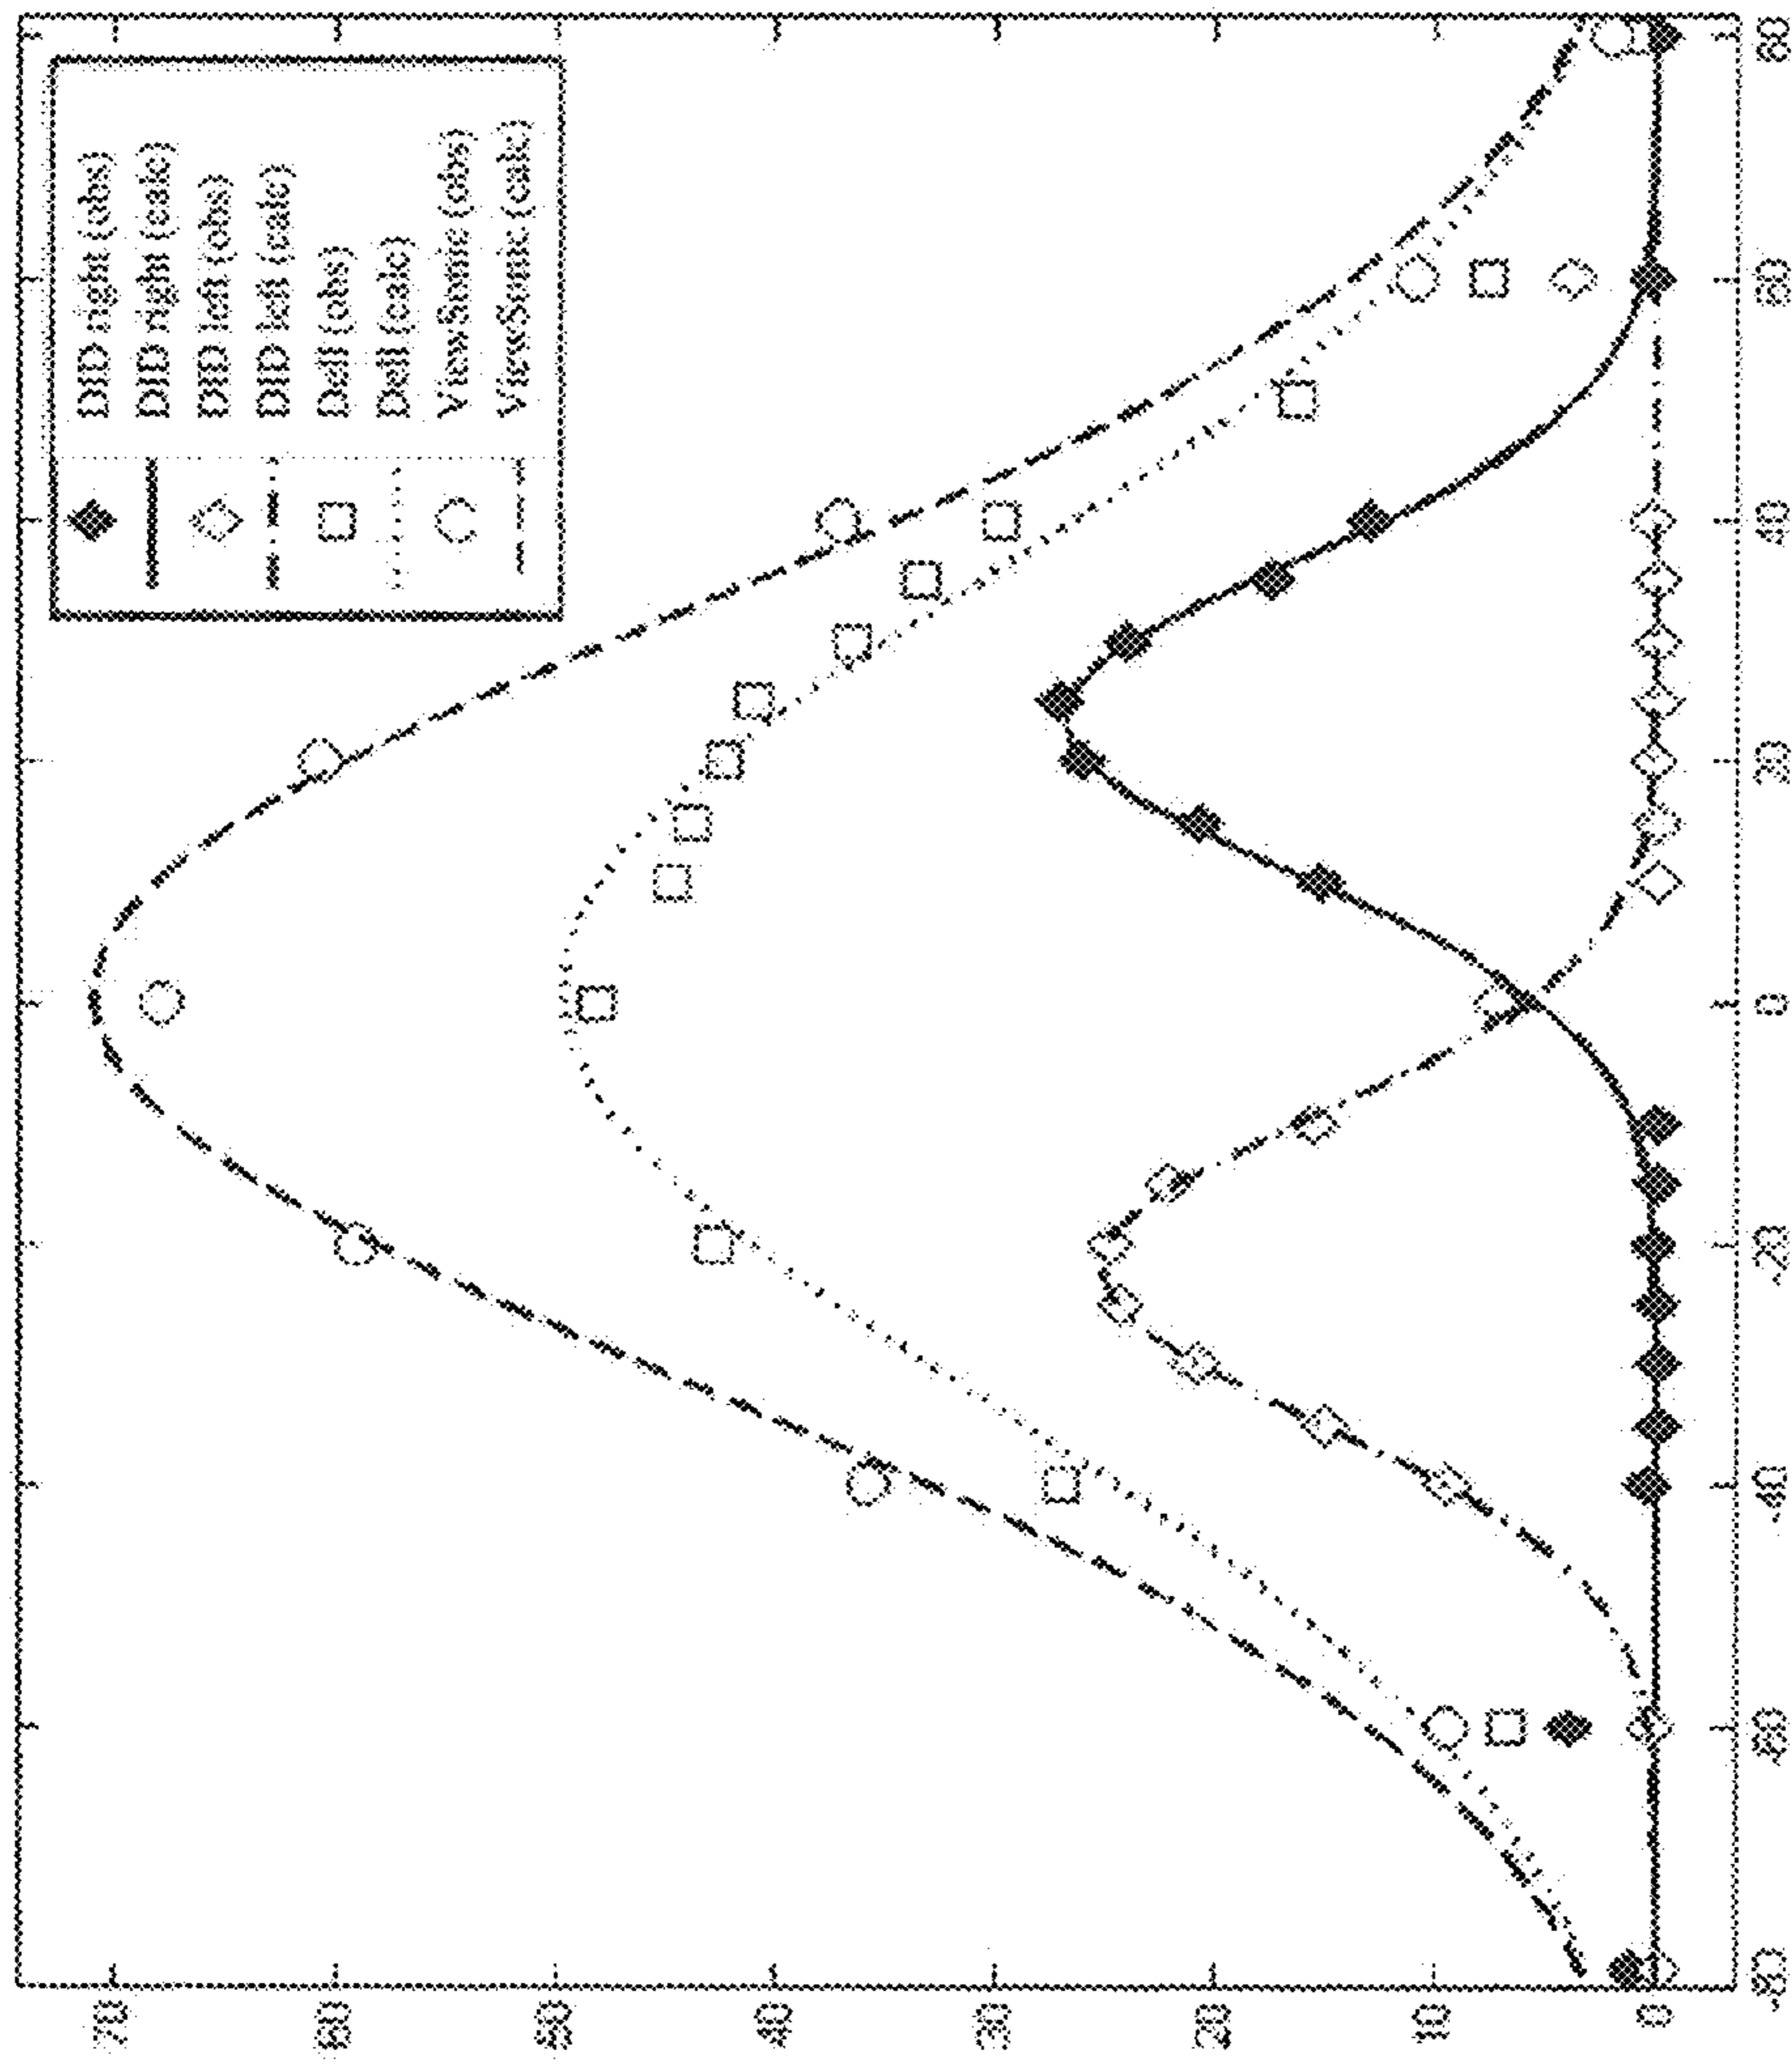 DID right (obs)
DID right (calc)
DID left (obs)
DID left (calc)
Dell (obs)
Dell (calc)
ViewSonic (obs)
ViewSonic (calc)
70
60
50
40
30
20
10
0
-80
-60
-40
-20
0
20
40
60
80